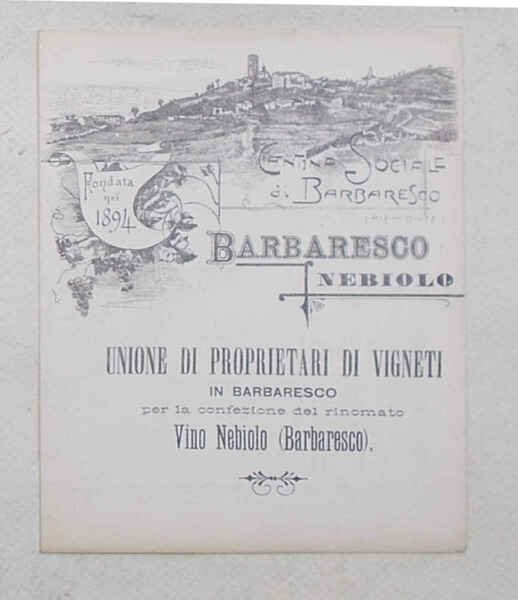 Fondata
nel
1894
Cantina Sociale
di Barbaresco
(PIEMONTE)
BARBARESCO
NEBIOLO
UNIONE DI PROPRIETARI DI VIGNETI
IN BARBARESCO
per la confezione del rinomato
Vino Nebiolo (Barbaresco).